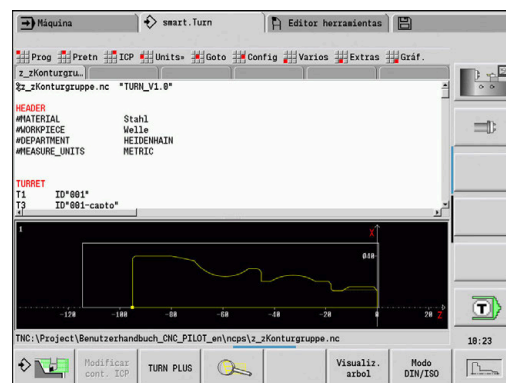 Máquina
smart.Turn
Editor herramientas
Prog Pretn ICP Units» Goto Config Varios Extras Gráf.
z_zKonturgru…
%z_zKonturgruppe.nc "TURN_V1.0"
HEADER
#MATERIAL Stahl
#WORKPIECE Welle
#DEPARTMENT HEIDENHAIN
#MEASURE_UNITS METRIC
TURRET
T1 ID"001"
T3 ID"001-capto"
1
X
Ø40
-120 -100 -80 -60 -40 -20 0 20 Z
T
TNC:\Project\Benutzerhandbuch_CNC_PILOT_en\ncps\z_zKonturgruppe.nc
10:23
Modificar
cont. ICP
TURN PLUS
Visualiz.
arbol
Modo
DIN/ISO